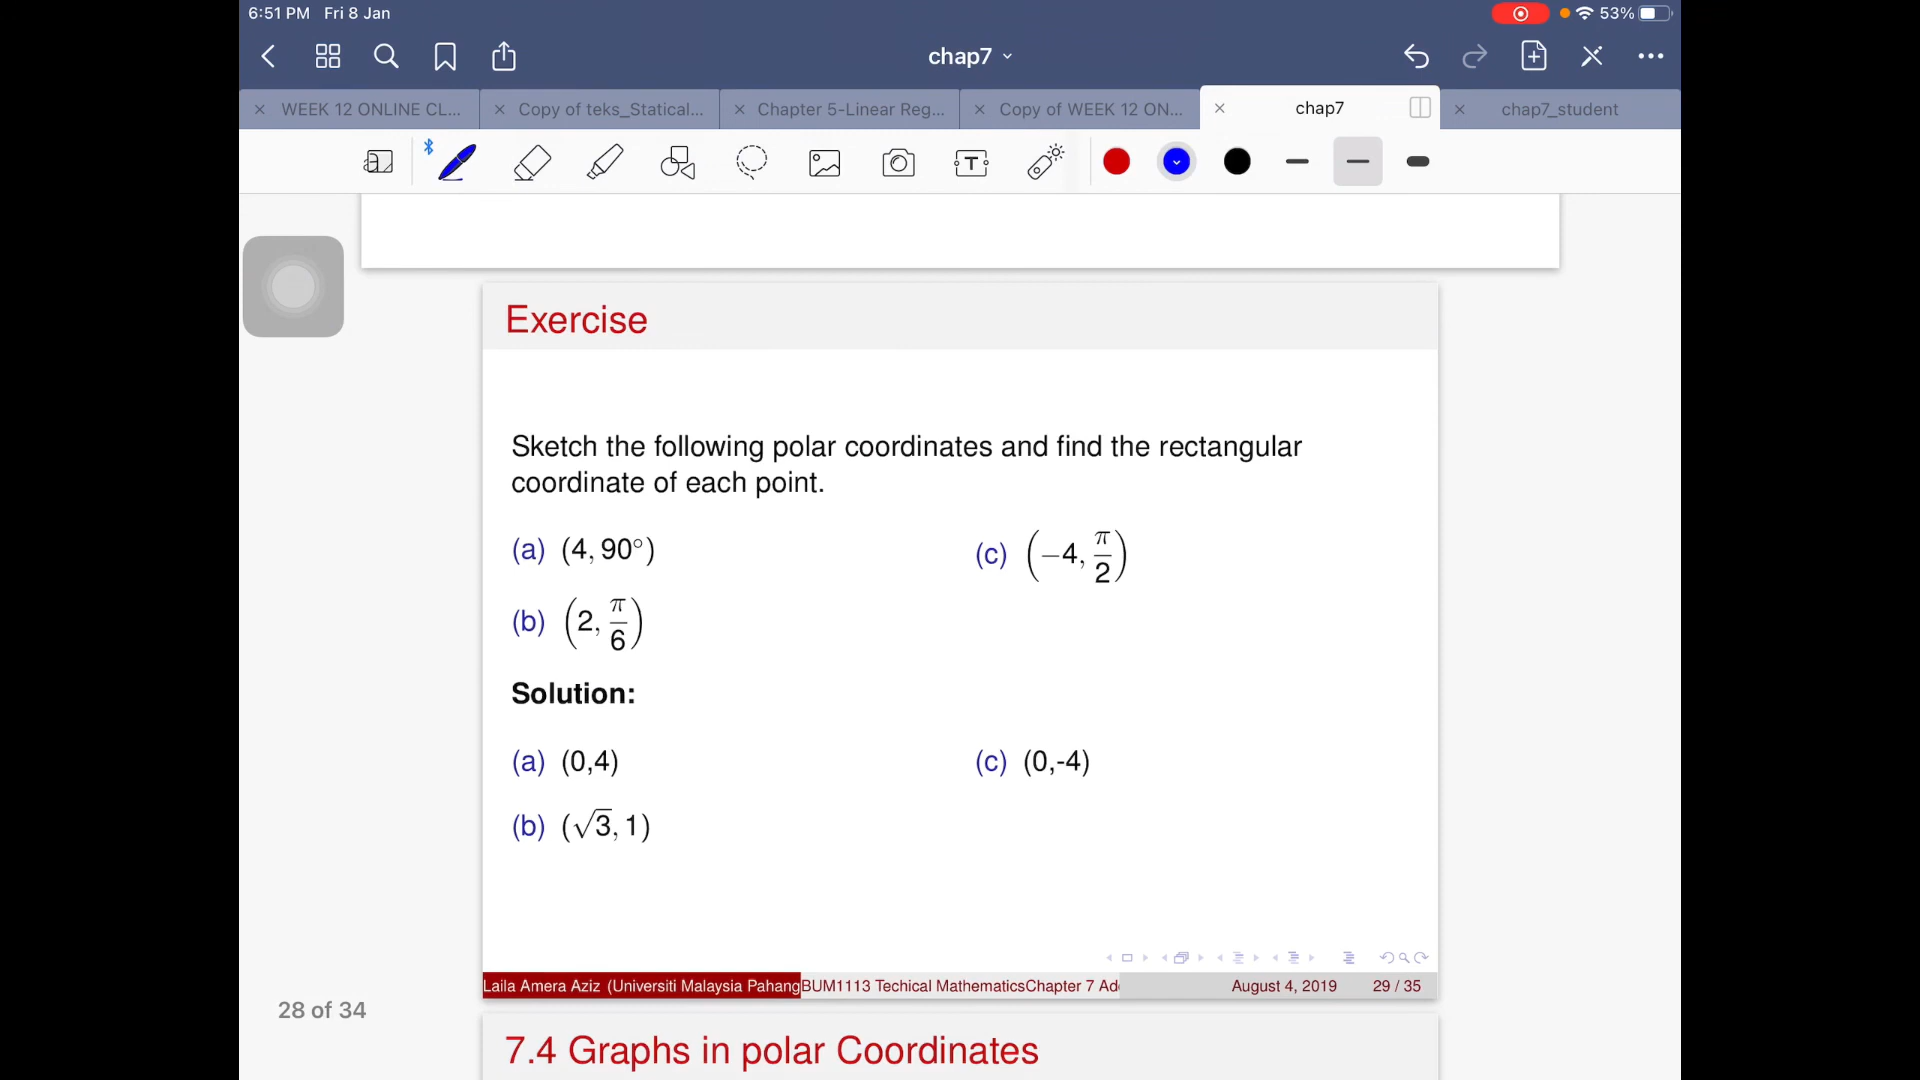 6:51 PM Fri 8 Jan
53%
chap7
WEEK 12 ONLINE CL...
Copy of teks_Statical...
Chapter 5-Linear Reg...
Copy of WEEK 12 ON...
chap7
chap7_student
Exercise
Sketch the following polar coordinates and find the rectangular
coordinate of each point.
(a) (4, 90°)
(c) (−4, π/2)
(b) (2, π/6)
Solution:
(a) (0,4)
(c) (0,-4)
(b) (√3, 1)
Laila Amera Aziz (Universiti Malaysia Pahang
BUM1113 Techical MathematicsChapter 7 Ad
August 4, 2019
29 / 35
28 of 34
7.4 Graphs in polar Coordinates